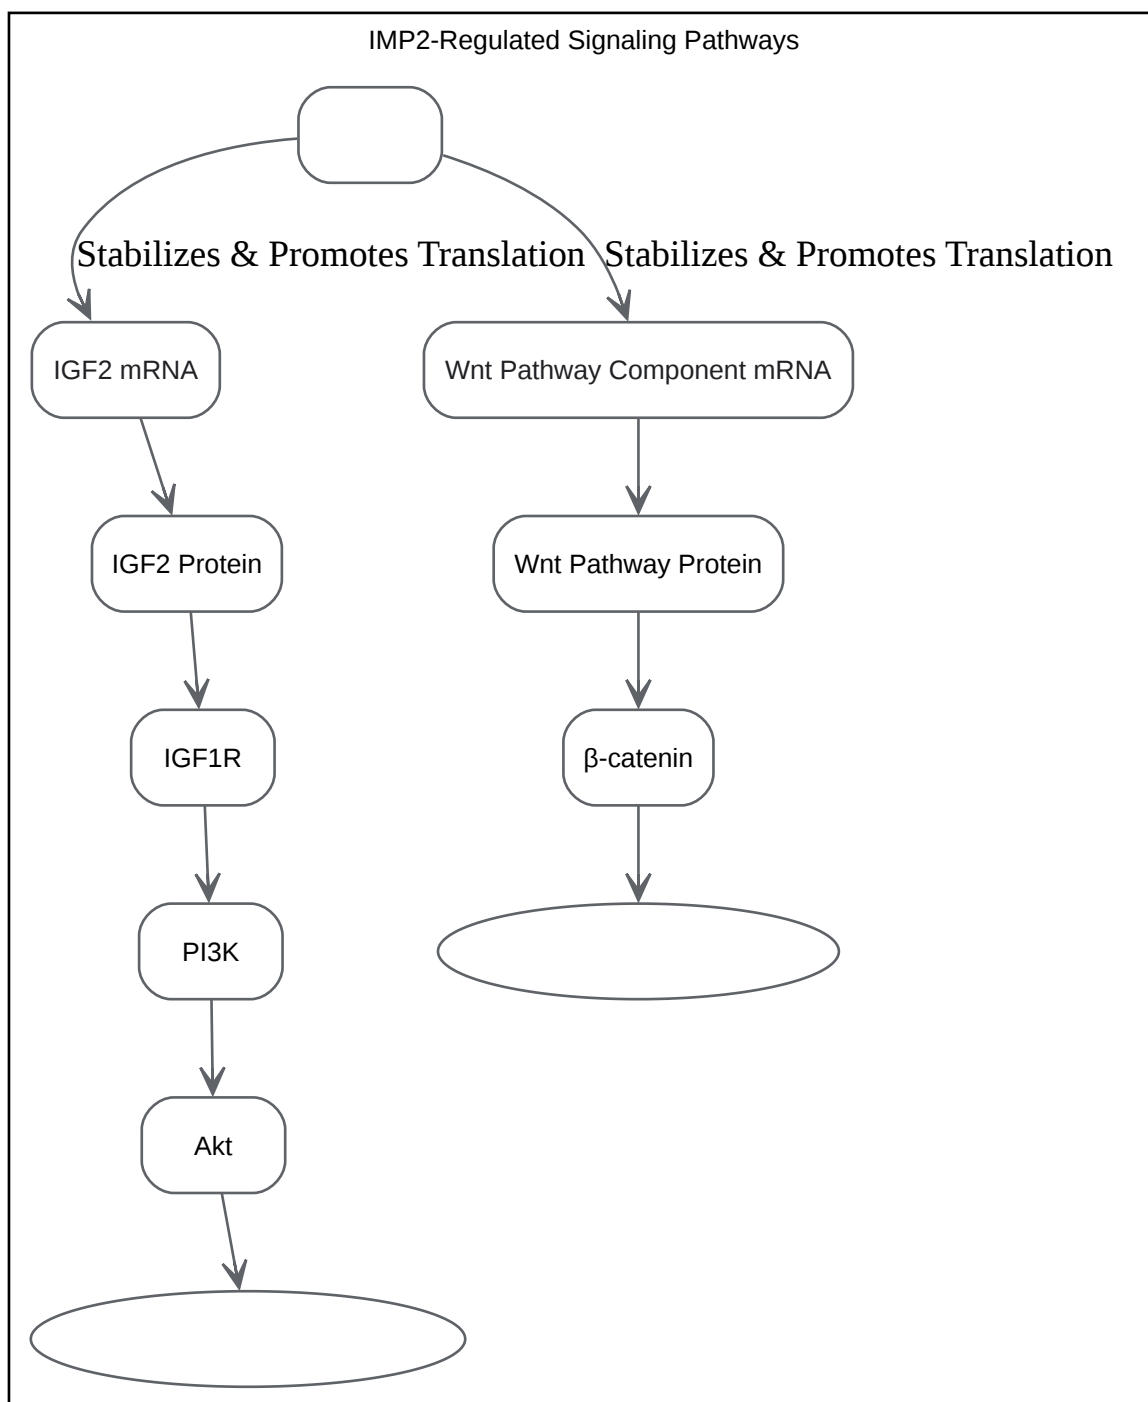 IMP2-Regulated Signaling Pathways
Stabilizes & Promotes Translation
Stabilizes & Promotes Translation
IGF2 mRNA
Wnt Pathway Component mRNA
IGF2 Protein
Wnt Pathway Protein
IGF1R
β-catenin
PI3K
Akt